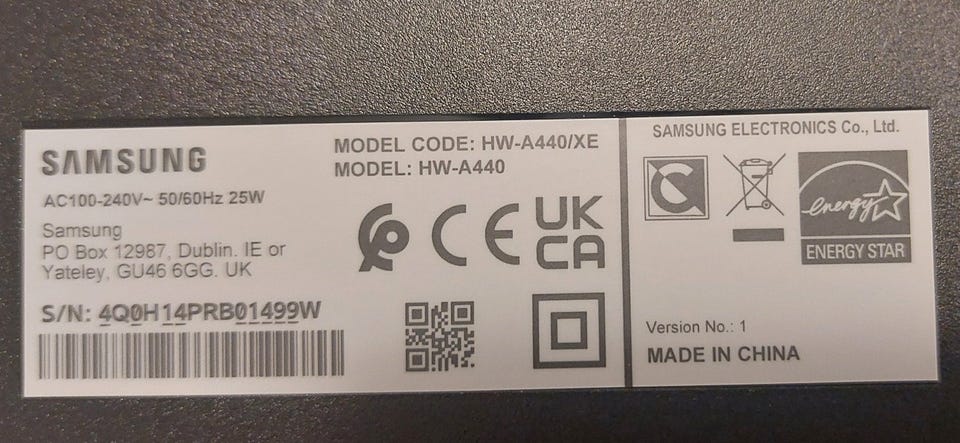 SAMSUNG
AC100-240V~ 50/60Hz 25W
Samsung
PO Box 12987, Dublin. IE or
Yateley, GU46 6GG. UK
S/N: 4Q0H14PRB01499W
MODEL CODE: HW-A440/XE
MODEL: HW-A440
CE
UK
CA
SAMSUNG ELECTRONICS Co., Ltd.
energy
ENERGY STAR
Version No.: 1
MADE IN CHINA